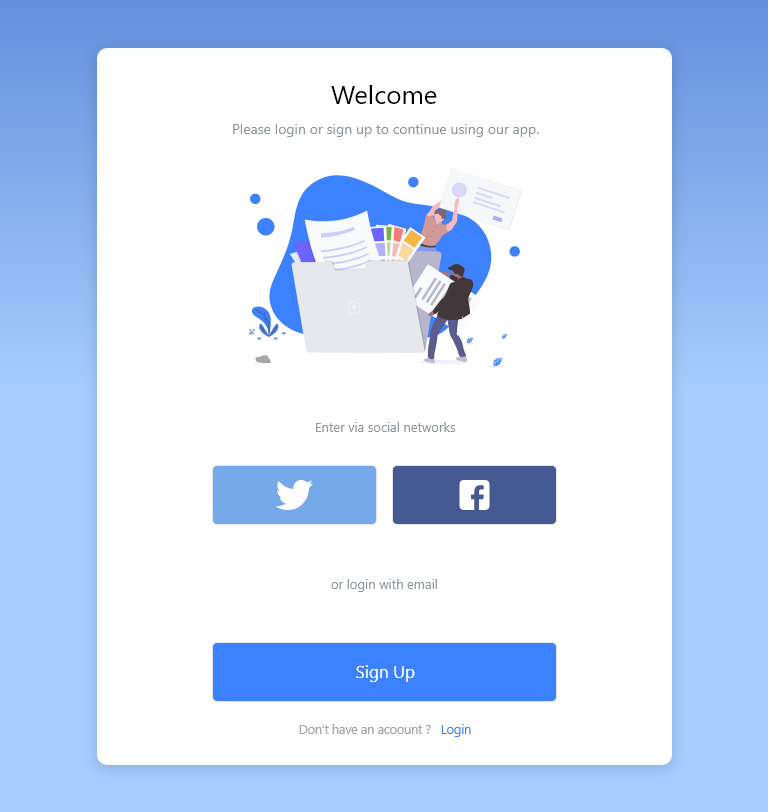 Welcome
Please login or sign up to continue using our app.
Enter via social networks
or login with email
Sign Up
Don't have an acoount ? Login